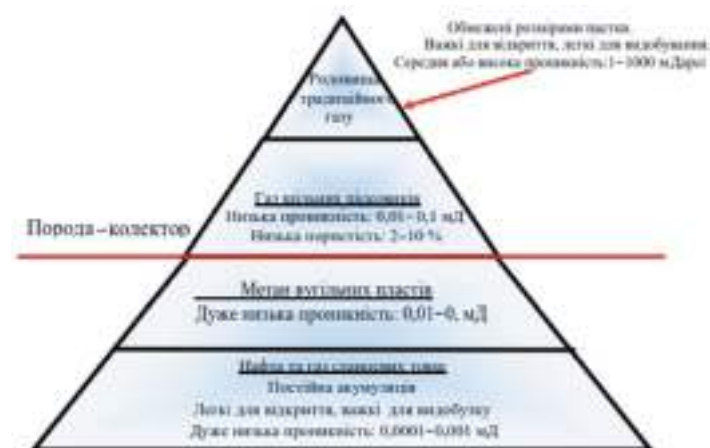 Обмежені розмірами пастки.
Важкі для відкриття, легкі для видобування.
Середня або висока проникність:1–1000 мДарсі
Родовища
традиційного
газу
Газ щільних пісковиків
Низька проникність: 0,01–0,1 мД
Низька пористість: 2–10 %
Порода–колектор
Метан вугільних пластів
Дуже низька проникність: 0,01–0, мД
Нафта та газ сланцевих товщ
Постійна акумуляція
Легкі для відкриття, важкі для видобутку
Дуже низька проникність: 0,0001–0,001 мД